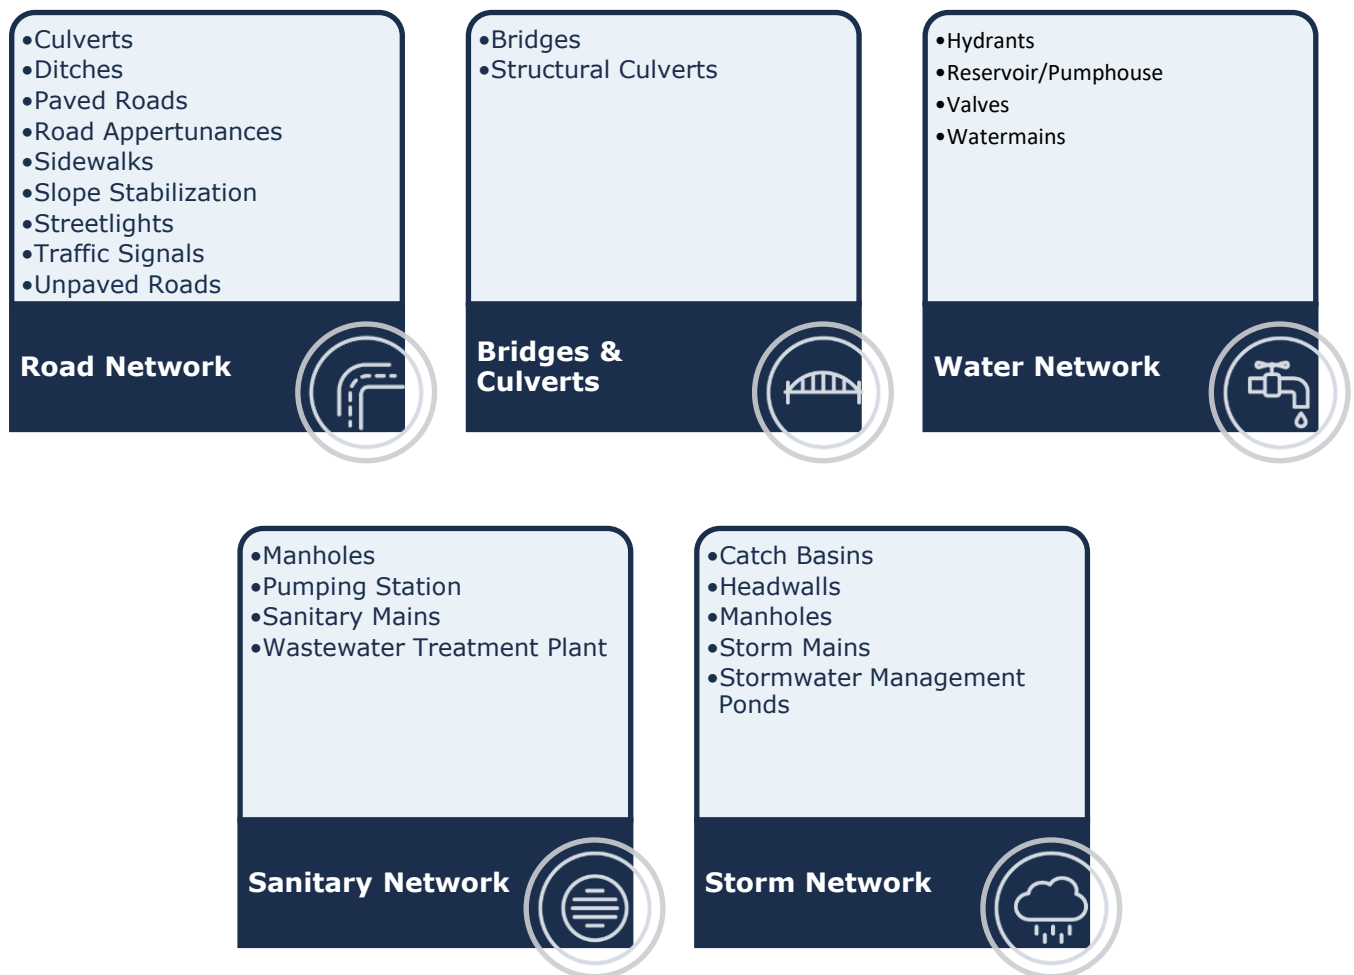 •Culverts
•Ditches
•Paved Roads
•Road Appertunances
•Sidewalks
•Slope Stabilization
•Streetlights
•Traffic Signals
•Unpaved Roads
Road Network
•Bridges
•Structural Culverts
Bridges &
Culverts
•Hydrants
•Reservoir/Pumphouse
•Valves
•Watermains
Water Network
•Manholes
•Pumping Station
•Sanitary Mains
•Wastewater Treatment Plant
Sanitary Network
•Catch Basins
•Headwalls
•Manholes
•Storm Mains
•Stormwater Management
Ponds
Storm Network